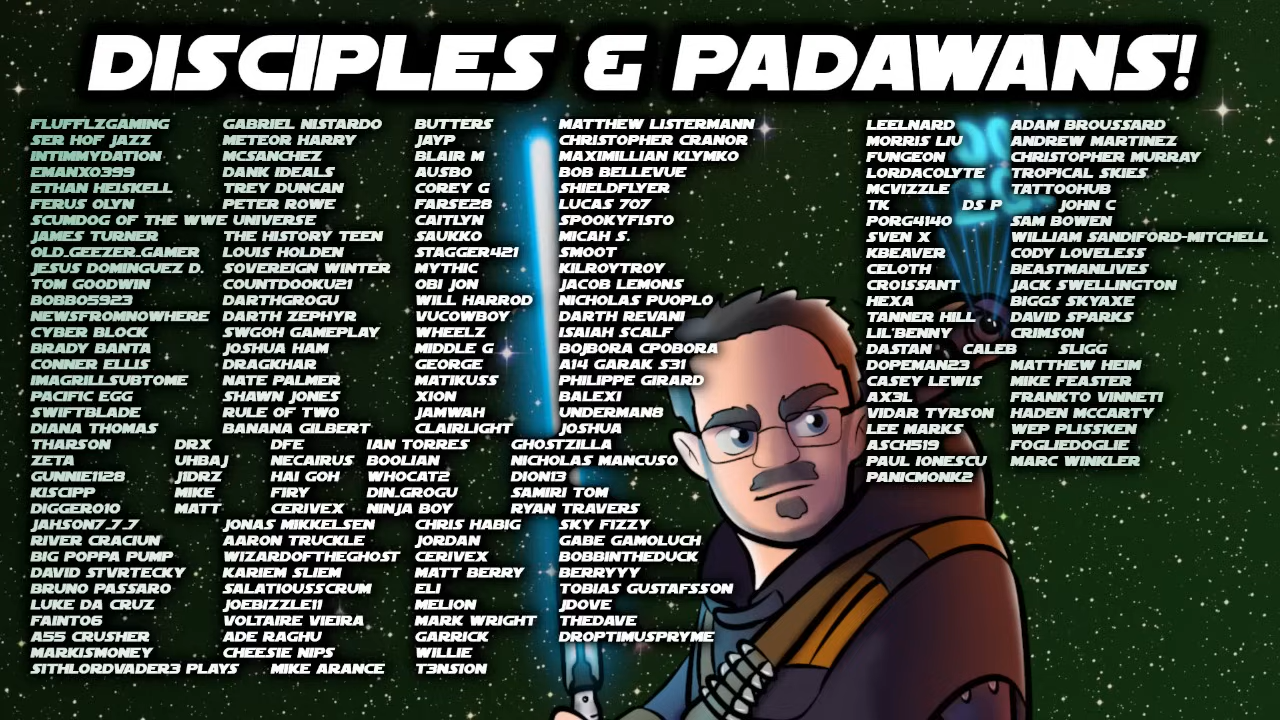 DISCIPLES & PADAWANS!
FLUFFLZGAMING GABRIEL NISTARDO BUTTERS MATTHEW LISTERMANN
SER HOF JAZZ METEOR HARRY JAYP CHRISTOPHER CRANOR
INTIMMYDATION MCSANCHEZ BLAIR M MAXIMILLIAN KLYMKO
EMANX0399 DANK IDEALS AUSBO BOB BELLEVUE
ETHAN HEISKELL TREY DUNCAN COREY G SHIELDFLYER
FERUS OLYN PETER ROWE FARSE28 LUCAS 707
SCUMDOG OF THE WWE UNIVERSE CAITLYN SPOOKYFISTO
JAMES TURNER THE HISTORY TEEN SAUKKO MICAH S.
OLD_GEEZER_GAMER LOUIS HOLDEN STAGGER421 SMOOT
JESUS DOMINGUEZ D. SOVEREIGN WINTER MYTHIC KILROYTROY
TOM GOODWIN COUNTDOOKU21 OBI JON JACOB LEMONS
BOBBO5923 DARTHGROGU WILL HARROD NICHOLAS PUOPLO
NEWSFROMNOWHERE DARTH ZEPHYR VUCOWBOY DARTH REVANI
CYBER BLOCK SWGOH GAMEPLAY WHEELZ ISAIAH SCALF
BRADY BANTA JOSHUA HAM MIDDLE G BOJBORA CPOBORA
CONNER ELLIS DRAGKHAR GEORGE A14 GARAK S31
IMAGRILLSUBTOME NATE PALMER MATIKUSS PHILIPPE GIRARD
PACIFIC EGG SHAWN JONES XION BALEXI
SWIFTBLADE RULE OF TWO JAMWAH UNDERMAN8
DIANA THOMAS BANANA GILBERT CLAIRLIGHT JOSHUA
THARSON DRX DFE IAN TORRES GHOSTZILLA
ZETA UHBAJ NECAIRUS BOOLIAN NICHOLAS MANCUSO
GUNNIE1128 JIDRZ HAI GOH WHOCAT2 DION13
KISCIPP MIKE FIRY DIN_GROGU SAMIRI TOM
DIGGER010 MATT CERIVEX NINJA BOY RYAN TRAVERS
JAHSON7_7_7 JONAS MIKKELSEN CHRIS HABIG SKY FIZZY
RIVER CRACIUN AARON TRUCKLE JORDAN GABE GAMOLUCH
BIG POPPA PUMP WIZARDOFTHEGHOST CERIVEX BOBBINTHEDUCK
DAVID STVRTECKY KARIEM SLIEM MATT BERRY BERRYYY
BRUNO PASSARO SALATIOUSSCRUM ELI TOBIAS GUSTAFSSON
LUKE DA CRUZ JOEBIZZLE11 MELION JDOVE
FAINT06 VOLTAIRE VIEIRA MARK WRIGHT THEDAVE
A55 CRUSHER ADE RAGHU GARRICK DROPTIMUSPRYME
MARKISMONEY CHEESIE NIPS WILLIE
SITHLORDVADER3 PLAYS MIKE ARANCE T3NS1ON
LEELNARD ADAM BROUSSARD
MORRIS LIU ANDREW MARTINEZ
FUNGEON CHRISTOPHER MURRAY
LORDACOLYTE TROPICAL SKIES
MCVIZZLE TATTOOHUB
TK DS P JOHN C
PORG4140 SAM BOWEN
SVEN X WILLIAM SANDIFORD-MITCHELL
KBEAVER CODY LOVELESS
CELOTH BEASTMANLIVES
CRO1SSANT JACK SWELLINGTON
HEXA BIGGS SKYAXE
TANNER HILL DAVID SPARKS
LIL'BENNY CRIMSON
DASTAN CALEB SLIGG
DOPEMAN23 MATTHEW HEIM
CASEY LEWIS MIKE FEASTER
AX3L FRANKTO VINNETI
VIDAR TYRSON HADEN MCCARTY
LEE MARKS WEP PLISSKEN
ASCH519 FOGLIEDOGLIE
PAUL IONESCU MARC WINKLER
PANICMONK2